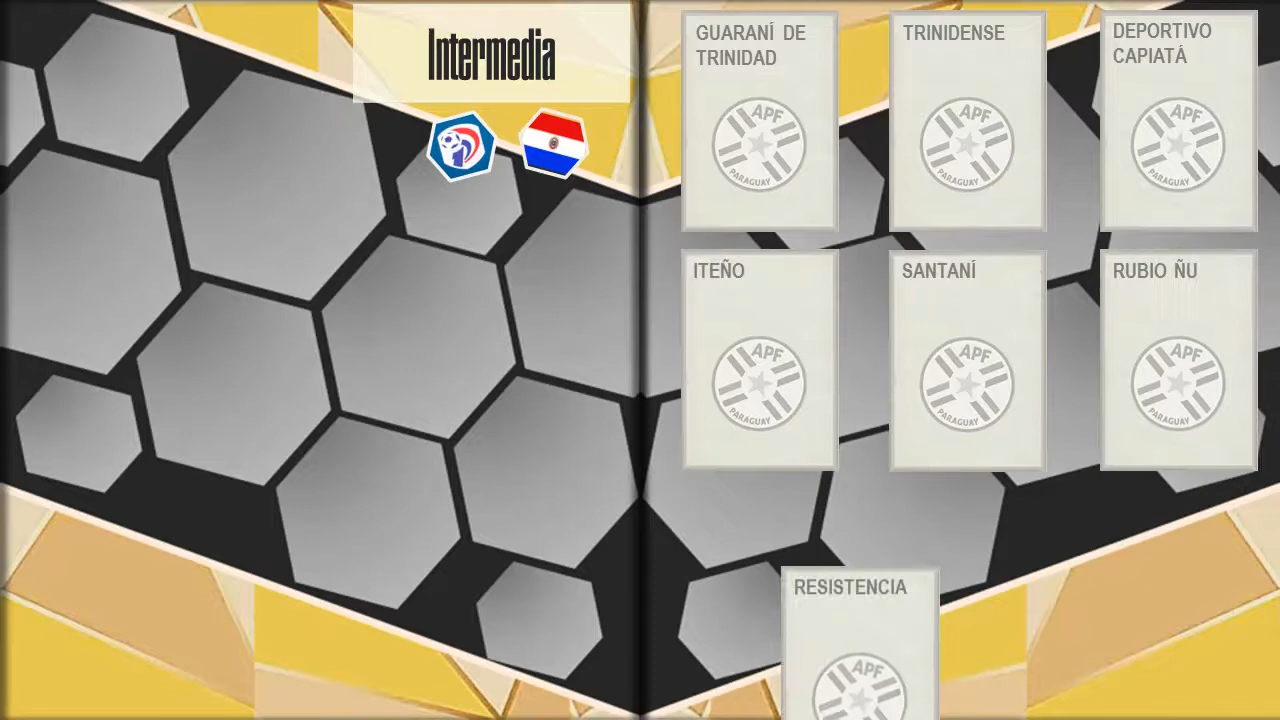 Intermedia
GUARANÍ DE
TRINIDAD
APF
PARAGUAY
TRINIDENSE
APF
PARAGUAY
DEPORTIVO
CAPIATÁ
APF
PARAGUAY
ITEÑO
APF
PARAGUAY
SANTANÍ
APF
PARAGUAY
RUBIO ÑU
APF
PARAGUAY
RESISTENCIA
APF